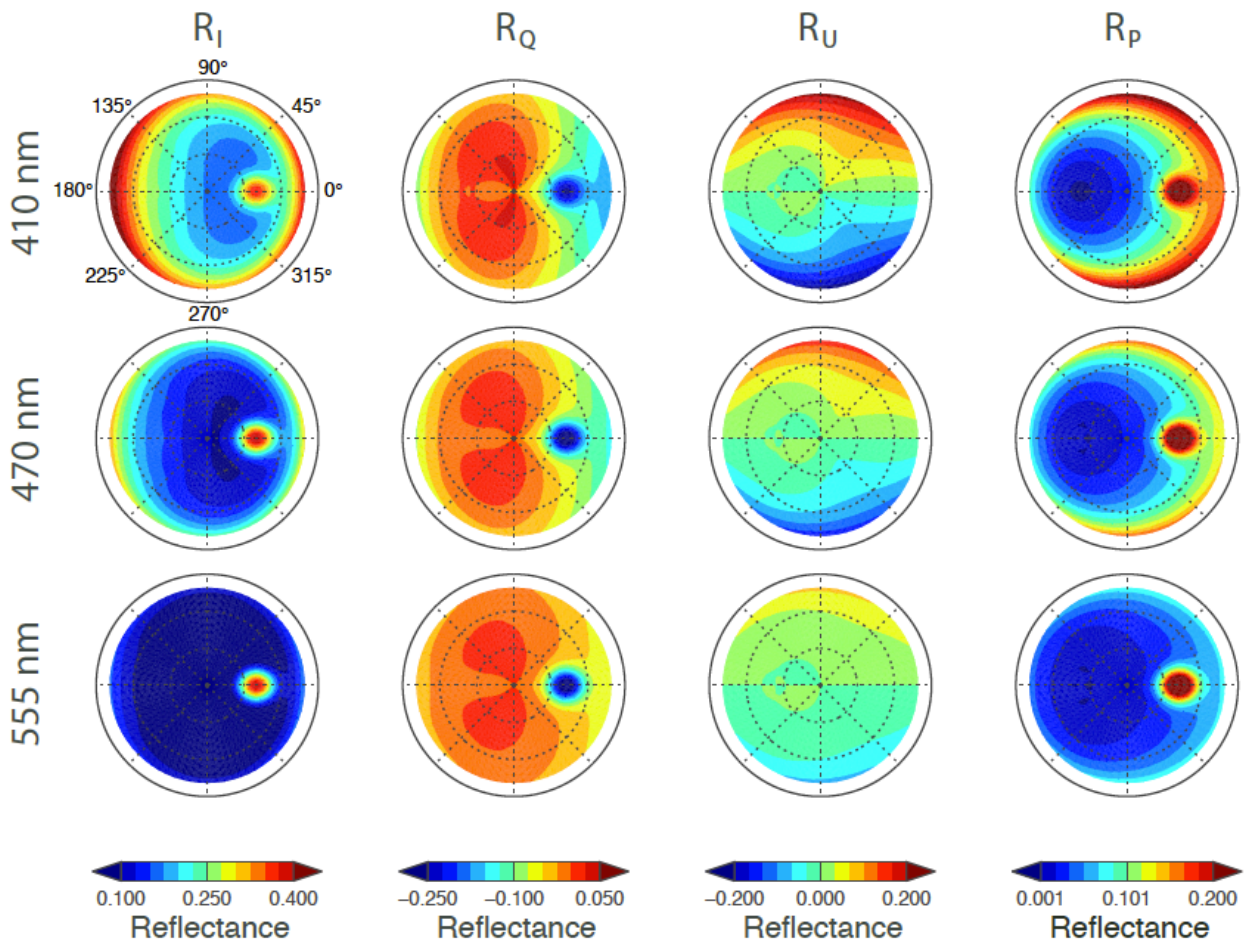 R_I R_Q R_U R_P
90°
135° 45°
410 nm
180° 0°
225° 315°
270°
470 nm
555 nm
0.100 0.250 0.400 −0.250 −0.100 0.050 −0.200 0.000 0.200 0.001 0.101 0.200
Reflectance Reflectance Reflectance Reflectance